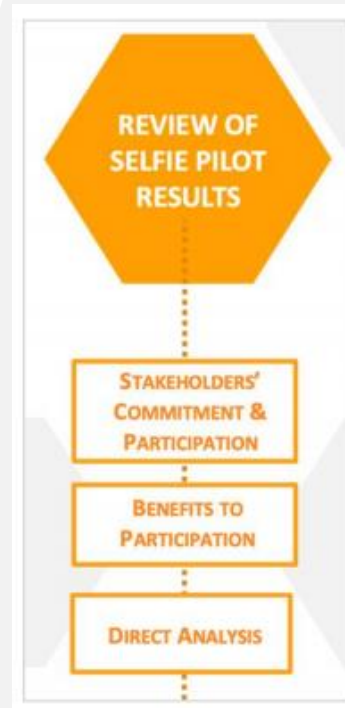 REVIEW OF
SELFIE PILOT
RESULTS
STAKEHOLDERS'
COMMITMENT &
PARTICIPATION
BENEFITS TO
PARTICIPATION
DIRECT ANALYSIS